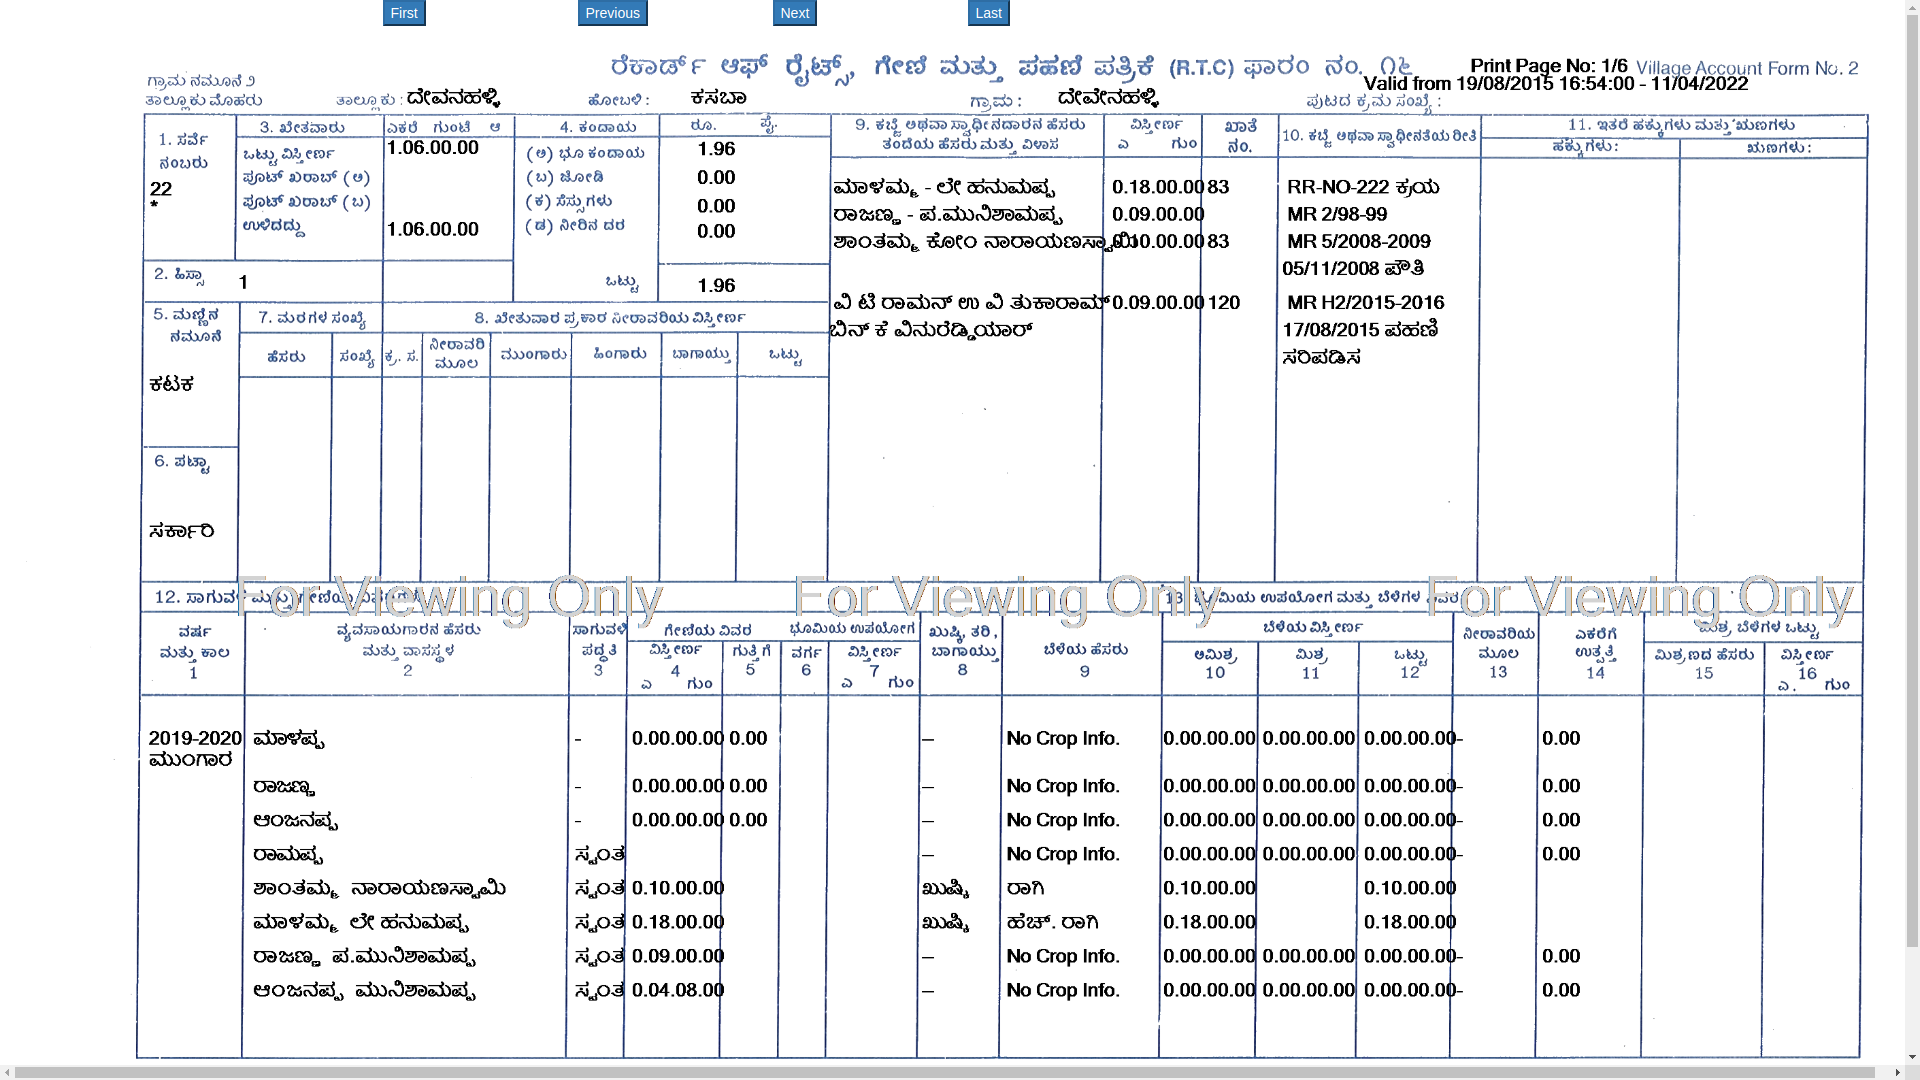 First Previous Next Last
ರೆಕಾರ್ಡ್ ಆಫ್ ರೈಟ್ಸ್, ಗೇಣಿ ಮತ್ತು ಪಹಣಿ ಪತ್ರಿಕೆ (R.T.C) ಫಾರಂ ನಂ. ೧೬ Print Page No: 1/6 Village Account Form No. 2
ಗ್ರಾಮ ನಮೂನೆ ೨ Valid from 19/08/2015 16:54:00 - 11/04/2022
ತಾಲ್ಲೂಕು ಮೊಹರು ತಾಲ್ಲೂಕು : ದೇವನಹಳ್ಳಿ ಹೋಬಳಿ : ಕಸಬಾ ಗ್ರಾಮ : ದೇವೇನಹಳ್ಳಿ ಪುಟದ ಕ್ರಮ ಸಂಖ್ಯೆ :
1. ಸರ್ವೆ ನಂಬರು
22
*
3. ಖೇತವಾರು ಎಕರೆ ಗುಂಟೆ ಆ
ಒಟ್ಟು ವಿಸ್ತೀರ್ಣ 1.06.00.00
ಪೂಟ್ ಖರಾಬ್ (ಅ)
ಪೂಟ್ ಖರಾಬ್ (ಬ)
ಉಳಿದದ್ದು 1.06.00.00
4. ಕಂದಾಯ ರೂ. ಪೈ.
(ಅ) ಭೂ ಕಂದಾಯ 1.96
(ಬ) ಜೋಡಿ 0.00
(ಕ) ಸೆಸ್ಸುಗಳು 0.00
(ಡ) ನೀರಿನ ದರ 0.00
ಒಟ್ಟು 1.96
2. ಹಿಸ್ಸಾ 1
5. ಮಣ್ಣಿನ ನಮೂನೆ
ಕಟಕ
6. ಪಟ್ಟಾ
ಸರ್ಕಾರಿ
7. ಮರಗಳ ಸಂಖ್ಯೆ 8. ಖೇತುವಾರ ಪ್ರಕಾರ ನೀರಾವರಿಯ ವಿಸ್ತೀರ್ಣ
ಹೆಸರು ಸಂಖ್ಯೆ ಕ್ರ. ಸ. ನೀರಾವರಿ ಮೂಲ ಮುಂಗಾರು ಹಿಂಗಾರು ಬಾಗಾಯ್ತು ಒಟ್ಟು
9. ಕಬ್ಜೆ ಅಥವಾ ಸ್ವಾಧೀನದಾರನ ಹೆಸರು ತಂದೆಯ ಹೆಸರು ಮತ್ತು ವಿಳಾಸ ವಿಸ್ತೀರ್ಣ ಎ ಗುಂ ಖಾತೆ ನಂ. 10. ಕಬ್ಜೆ ಅಥವಾ ಸ್ವಾಧೀನತೆಯ ರೀತಿ 11. ಇತರೆ ಹಕ್ಕುಗಳು ಮತ್ತು ಋಣಗಳು
ಹಕ್ಕುಗಳು : ಋಣಗಳು :
ಮಾಳಮ್ಮ - ಲೇ ಹನುಮಪ್ಪ 0.18.00.00 83 RR-NO-222 ಕ್ರಯ
ರಾಜಣ್ಣ - ಪ.ಮುನಿಶಾಮಪ್ಪ 0.09.00.00 MR 2/98-99
ಶಾಂತಮ್ಮ ಕೋಂ ನಾರಾಯಣಸ್ವಾಮಿ 0.10.00.00 83 MR 5/2008-2009
05/11/2008 ಪೌತಿ
ವಿ ಟಿ ರಾಮನ್ ಉ ವಿ ತುಕಾರಾಮ್ 0.09.00.00 120 MR H2/2015-2016
ಬಿನ್ ಕೆ ವಿನುರೆಡ್ಡಿಯಾರ್ 17/08/2015 ಪಹಣಿ
ಸರಿಪಡಿಸ
For Viewing Only For Viewing Only For Viewing Only
12. ಸಾಗುವಳಿ ಮತ್ತು ಗೇಣಿಯ ವಿವರಗಳು 13. ಭೂಮಿಯ ಉಪಯೋಗ ಮತ್ತು ಬೆಳೆಗಳ ವಿವರ
ವರ್ಷ ಮತ್ತು ಕಾಲ ವ್ಯವಸಾಯಗಾರನ ಹೆಸರು ಮತ್ತು ವಾಸಸ್ಥಳ ಸಾಗುವಳಿ ಪದ್ಧತಿ ಗೇಣಿಯ ವಿವರ ಭೂಮಿಯ ಉಪಯೋಗ ಖುಷ್ಕಿ, ತರಿ, ಬಾಗಾಯ್ತು ಬೆಳೆಯ ಹೆಸರು ಬೆಳೆಯ ವಿಸ್ತೀರ್ಣ ನೀರಾವರಿಯ ಮೂಲ ಎಕರೆಗೆ ಉತ್ಪತ್ತಿ ಮಿಶ್ರ ಬೆಳೆಗಳ ಒಟ್ಟು
ವಿಸ್ತೀರ್ಣ ಗುತ್ತಿಗೆ ವರ್ಗ ವಿಸ್ತೀರ್ಣ ಅಮಿಶ್ರ ಮಿಶ್ರ ಒಟ್ಟು ಮಿಶ್ರಣದ ಹೆಸರು ವಿಸ್ತೀರ್ಣ
1 2 3 4 5 6 7 8 9 10 11 12 13 14 15 16
ಎ ಗುಂ ಎ ಗುಂ ಎ. ಗುಂ
2019-2020 ಮಾಳಪ್ಪ - 0.00.00.00 0.00 – No Crop Info. 0.00.00.00 0.00.00.00 0.00.00.00 - 0.00
ಮುಂಗಾರ
ರಾಜಣ್ಣ - 0.00.00.00 0.00 – No Crop Info. 0.00.00.00 0.00.00.00 0.00.00.00 - 0.00
ಆಂಜನಪ್ಪ - 0.00.00.00 0.00 – No Crop Info. 0.00.00.00 0.00.00.00 0.00.00.00 - 0.00
ರಾಮಪ್ಪ ಸ್ವಂತ – No Crop Info. 0.00.00.00 0.00.00.00 0.00.00.00 - 0.00
ಶಾಂತಮ್ಮ ನಾರಾಯಣಸ್ವಾಮಿ ಸ್ವಂತ 0.10.00.00 ಖುಷ್ಕಿ ರಾಗಿ 0.10.00.00 0.10.00.00
ಮಾಳಮ್ಮ ಲೇ ಹನುಮಪ್ಪ ಸ್ವಂತ 0.18.00.00 ಖುಷ್ಕಿ ಹೆಚ್. ರಾಗಿ 0.18.00.00 0.18.00.00
ರಾಜಣ್ಣ ಪ.ಮುನಿಶಾಮಪ್ಪ ಸ್ವಂತ 0.09.00.00 – No Crop Info. 0.00.00.00 0.00.00.00 0.00.00.00 - 0.00
ಆಂಜನಪ್ಪ ಮುನಿಶಾಮಪ್ಪ ಸ್ವಂತ 0.04.08.00 – No Crop Info. 0.00.00.00 0.00.00.00 0.00.00.00 - 0.00